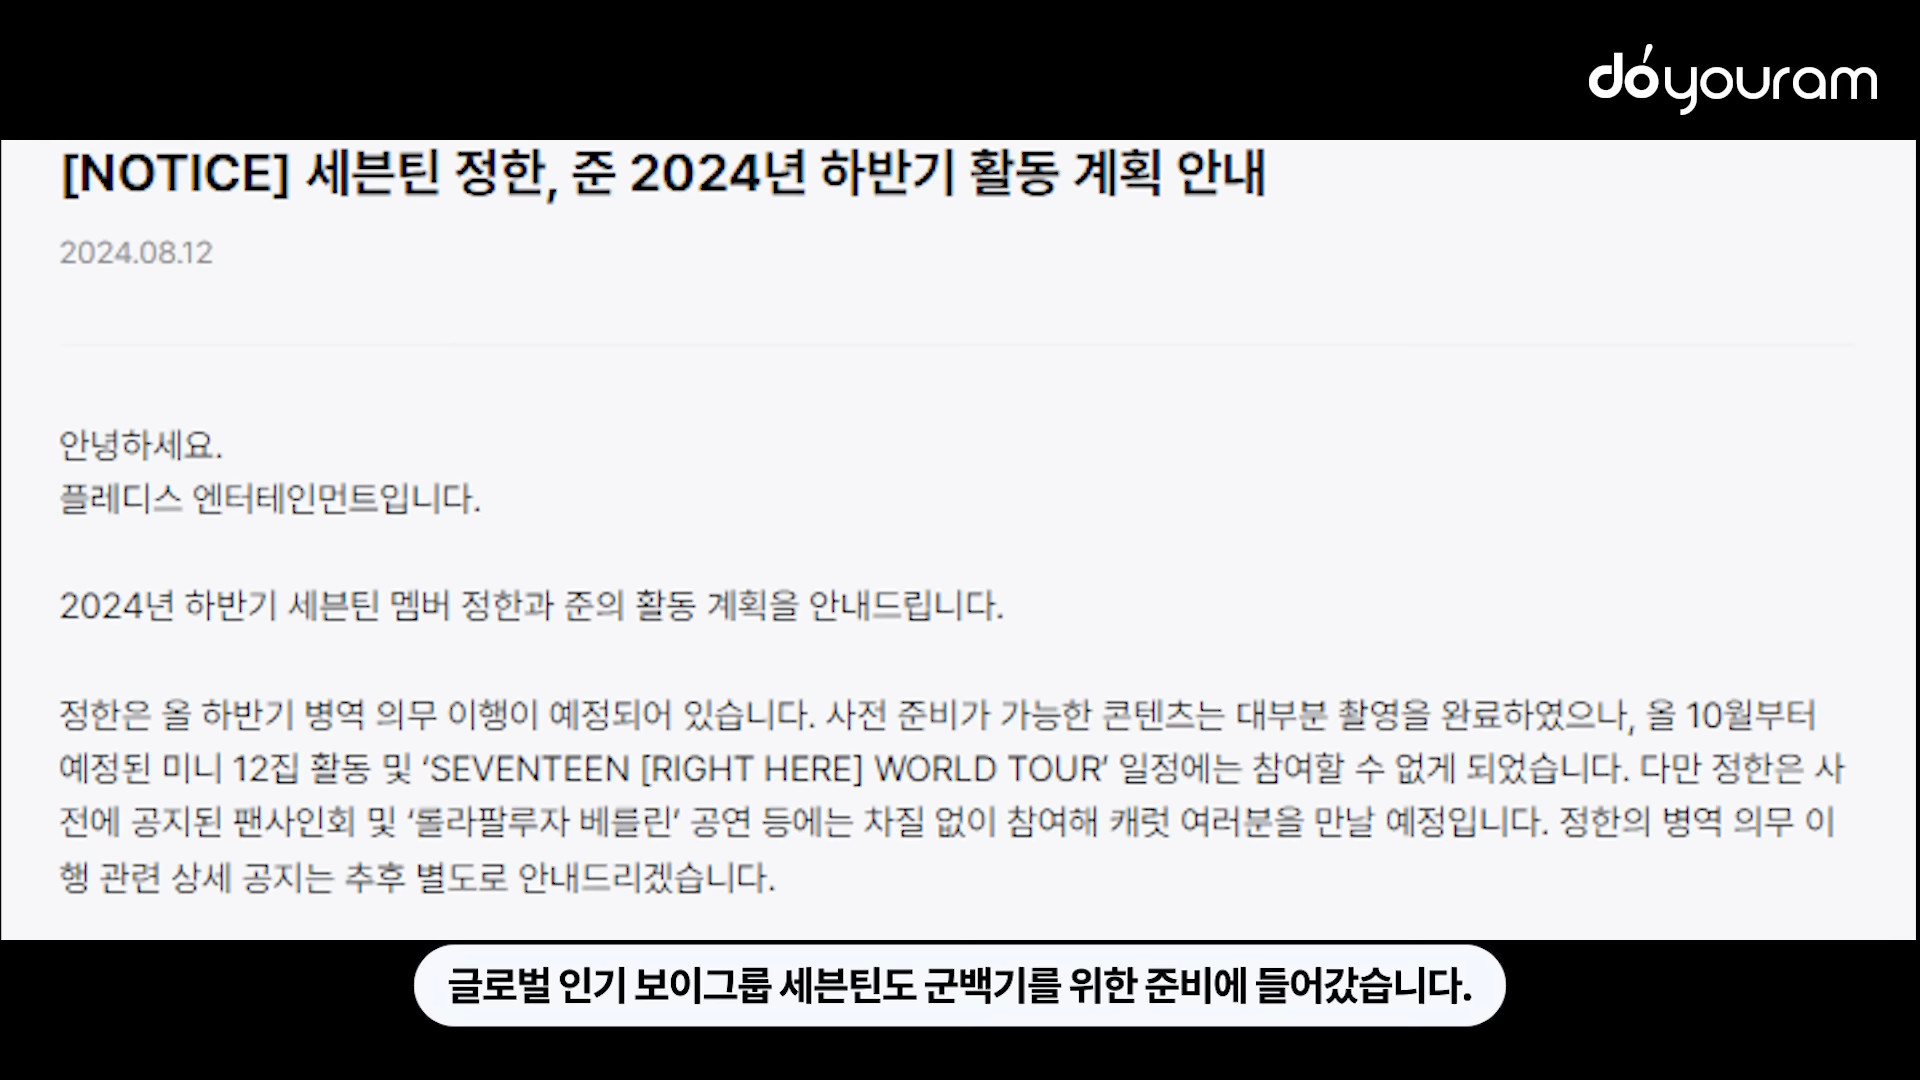 dóyouram
[NOTICE] 세븐틴 정한, 준 2024년 하반기 활동 계획 안내
2024.08.12
안녕하세요.
플레디스 엔터테인먼트입니다.
2024년 하반기 세븐틴 멤버 정한과 준의 활동 계획을 안내드립니다.
정한은 올 하반기 병역 의무 이행이 예정되어 있습니다. 사전 준비가 가능한 콘텐츠는 대부분 촬영을 완료하였으나, 올 10월부터
예정된 미니 12집 활동 및 ‘SEVENTEEN [RIGHT HERE] WORLD TOUR’ 일정에는 참여할 수 없게 되었습니다. 다만 정한은 사
전에 공지된 팬사인회 및 ‘롤라팔루자 베를린’ 공연 등에는 차질 없이 참여해 캐럿 여러분을 만날 예정입니다. 정한의 병역 의무 이
행 관련 상세 공지는 추후 별도로 안내드리겠습니다.
글로벌 인기 보이그룹 세븐틴도 군백기를 위한 준비에 들어갔습니다.